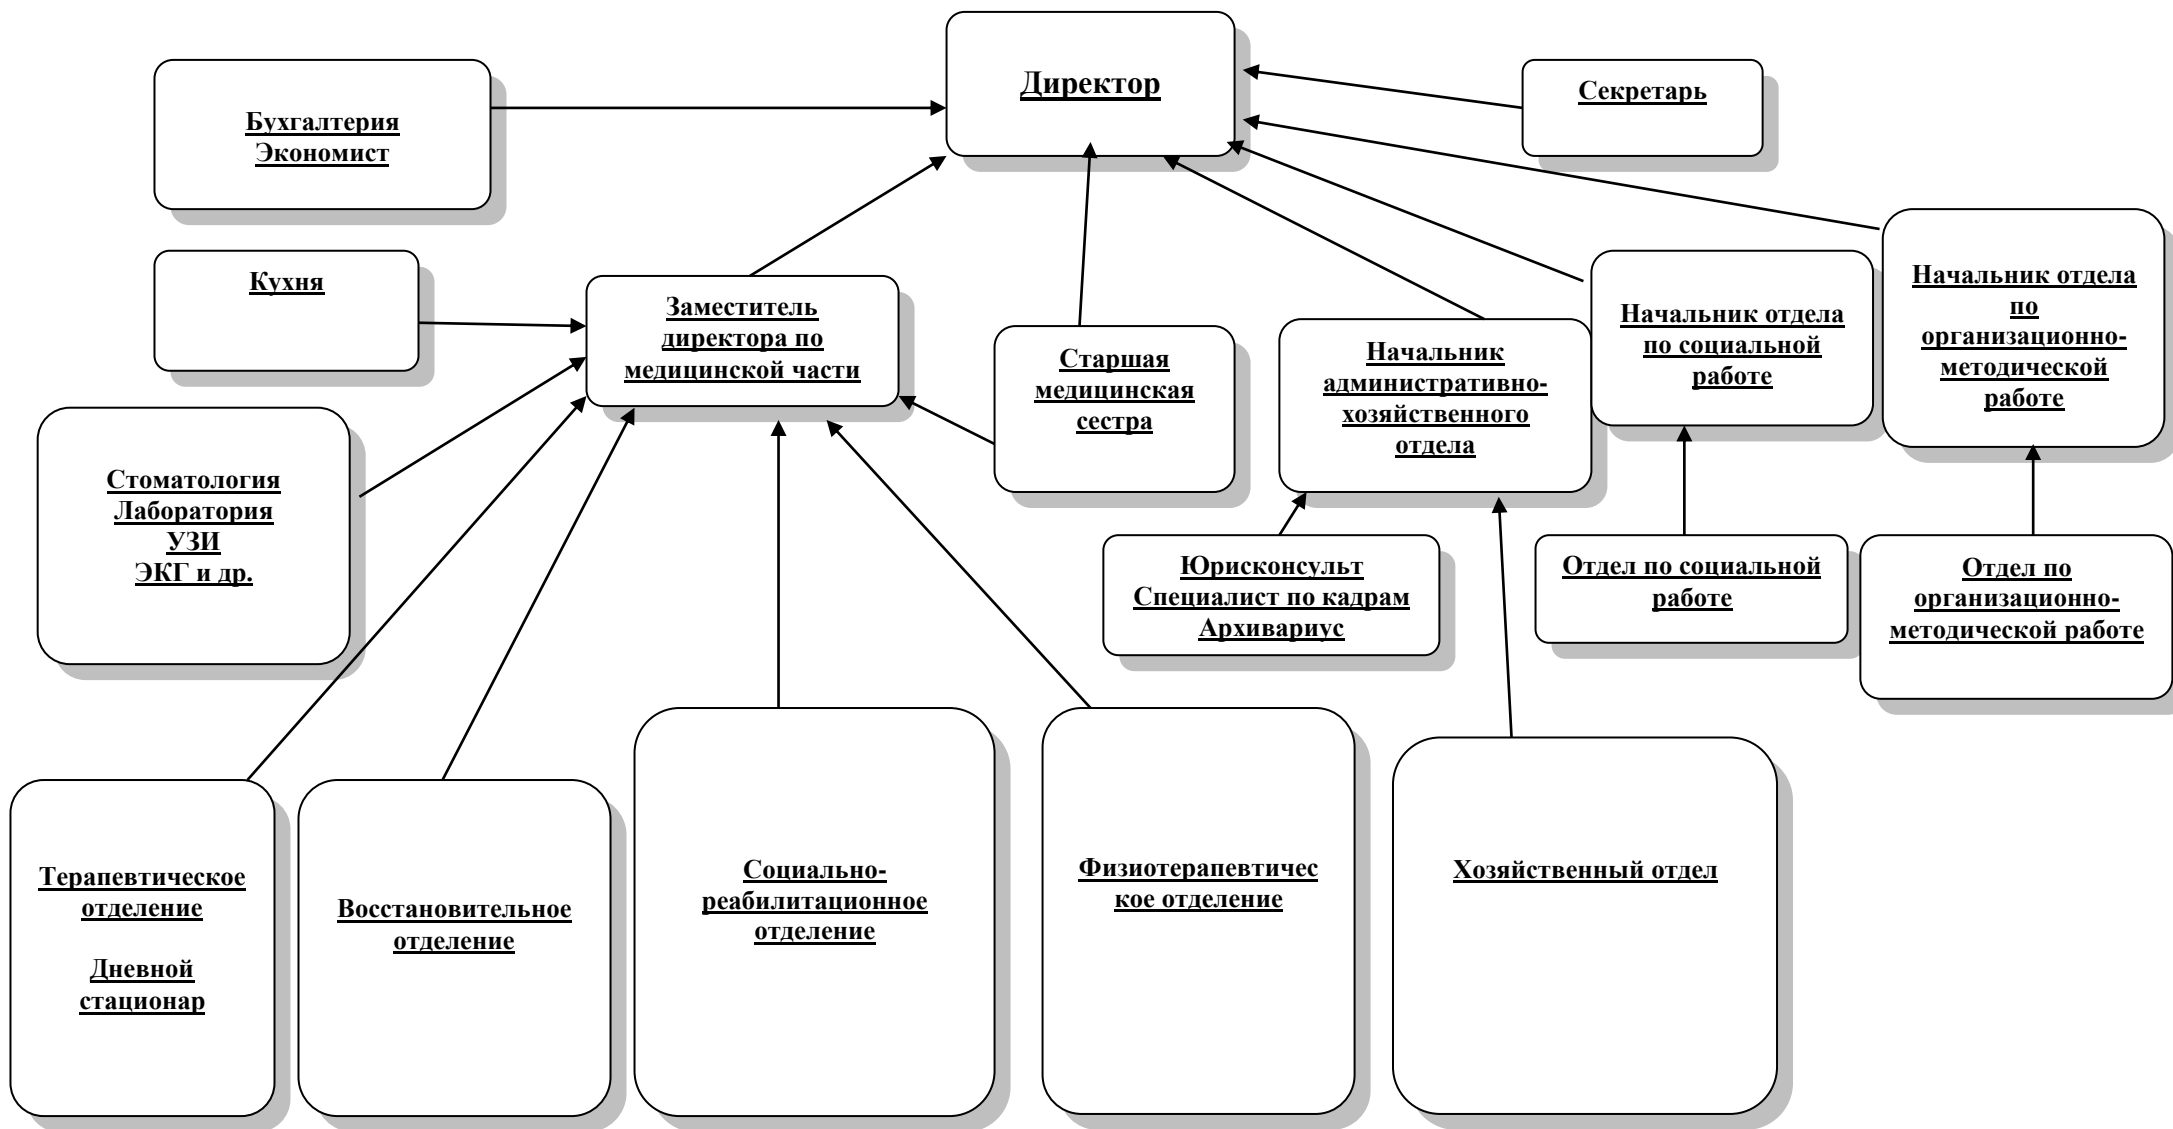 Директор
Секретарь
Бухгалтерия
Экономист
Кухня
Заместитель
директора по
медицинской части
Старшая
медицинская
сестра
Начальник
административно-
хозяйственного
отдела
Начальник отдела
по социальной
работе
Начальник отдела
по
организационно-
методической
работе
Стоматология
Лаборатория
УЗИ
ЭКГ и др.
Юрисконсульт
Специалист по кадрам
Архивариус
Отдел по социальной
работе
Отдел по
организационно-
методической работе
Терапевтическое
отделение
Дневной
стационар
Восстановительное
отделение
Социально-
реабилитационное
отделение
Физиотерапевтичес
кое отделение
Хозяйственный отдел